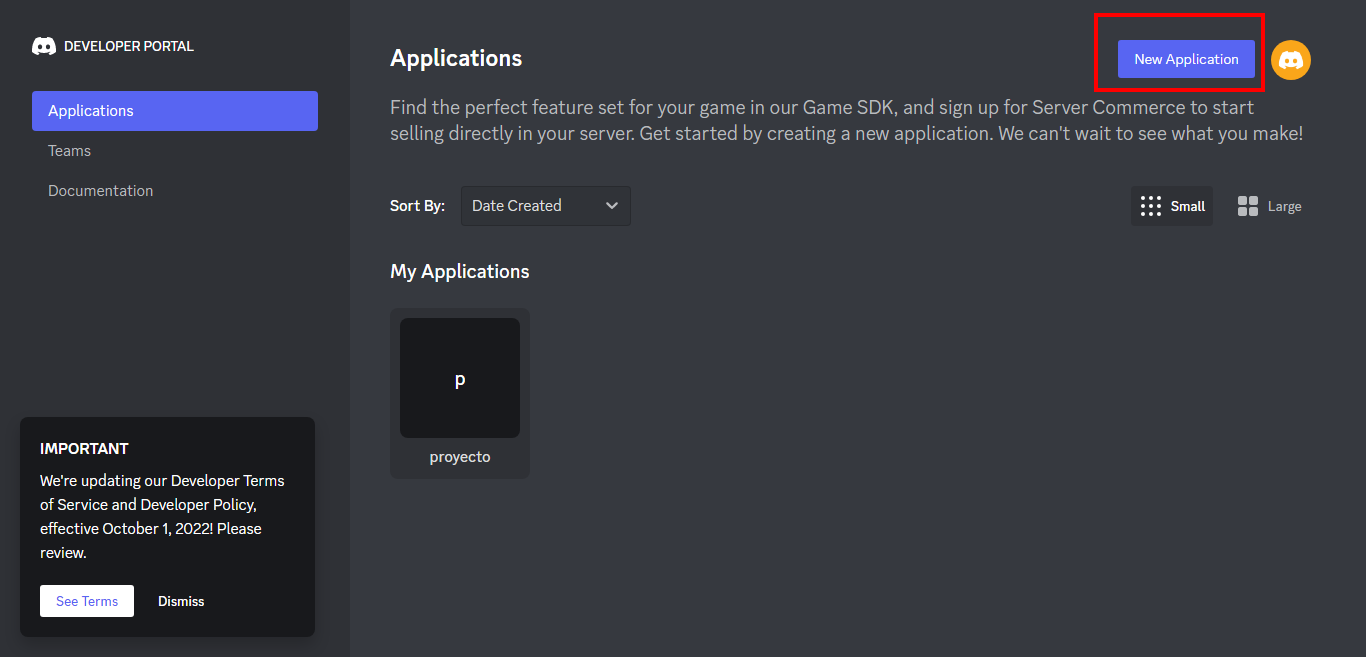 DEVELOPER PORTAL
Applications
Teams
Documentation
IMPORTANT
We're updating our Developer Terms
of Service and Developer Policy,
effective October 1, 2022! Please
review.
See Terms
Dismiss
Applications
New Application
Find the perfect feature set for your game in our Game SDK, and sign up for Server Commerce to start
selling directly in your server. Get started by creating a new application. We can't wait to see what you make!
Sort By:
Date Created
Small
Large
My Applications
p
proyecto